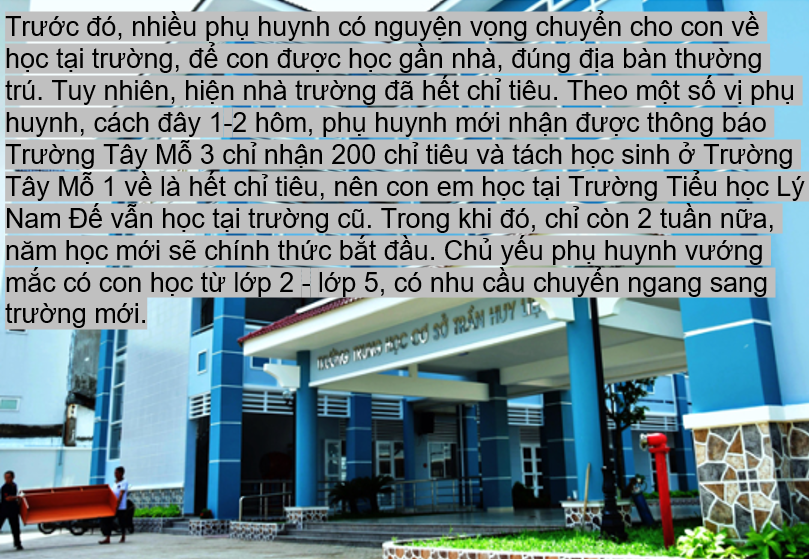 Trước đó, nhiều phụ huynh có nguyện vọng chuyển cho con về
học tại trường, để con được học gần nhà, đúng địa bàn thường
trú. Tuy nhiên, hiện nhà trường đã hết chỉ tiêu. Theo một số vị phụ
huynh, cách đây 1-2 hôm, phụ huynh mới nhận được thông báo
Trường Tây Mỗ 3 chỉ nhận 200 chỉ tiêu và tách học sinh ở Trường
Tây Mỗ 1 về là hết chỉ tiêu, nên con em học tại Trường Tiểu học Lý
Nam Đế vẫn học tại trường cũ. Trong khi đó, chỉ còn 2 tuần nữa,
năm học mới sẽ chính thức bắt đầu. Chủ yếu phụ huynh vướng
mắc có con học từ lớp 2 - lớp 5, có nhu cầu chuyển ngang sang
trường mới.
TRƯỜNG TRUNG HỌC CƠ SỞ TRẦN HUY